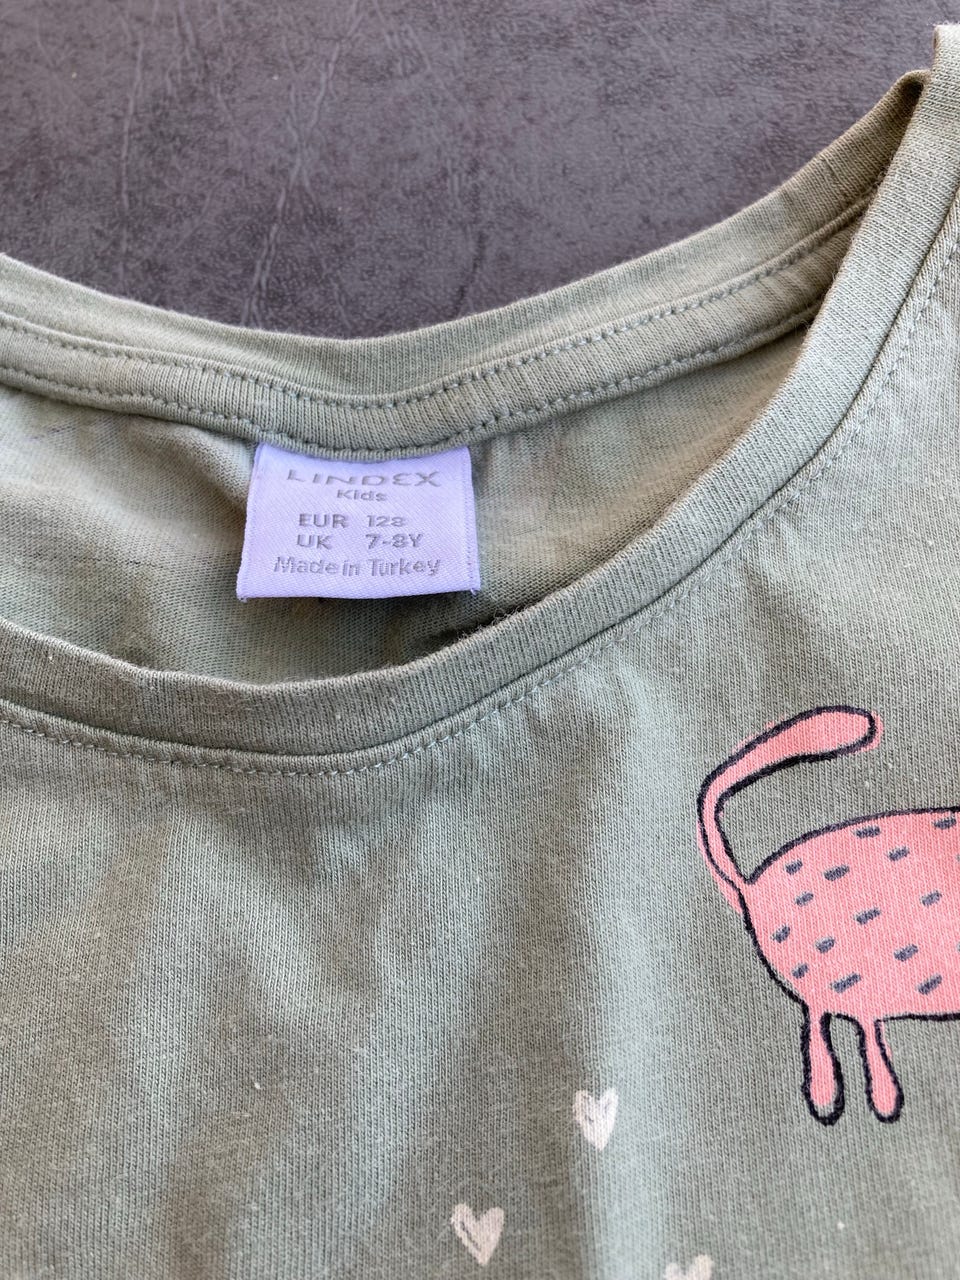 LINDEX
Kids
EUR 128
UK 7-8Y
Made in Turkey